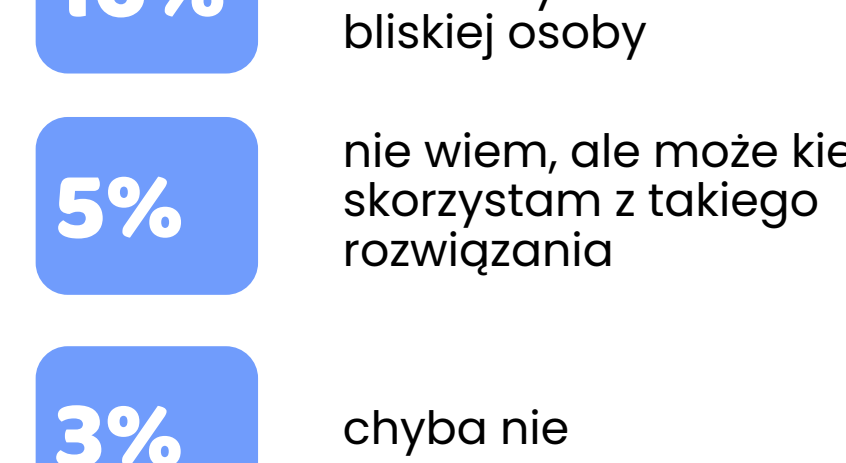 bliskiej osoby
5%
nie wiem, ale może kie
skorzystam z takiego
rozwiązania
3%
chyba nie